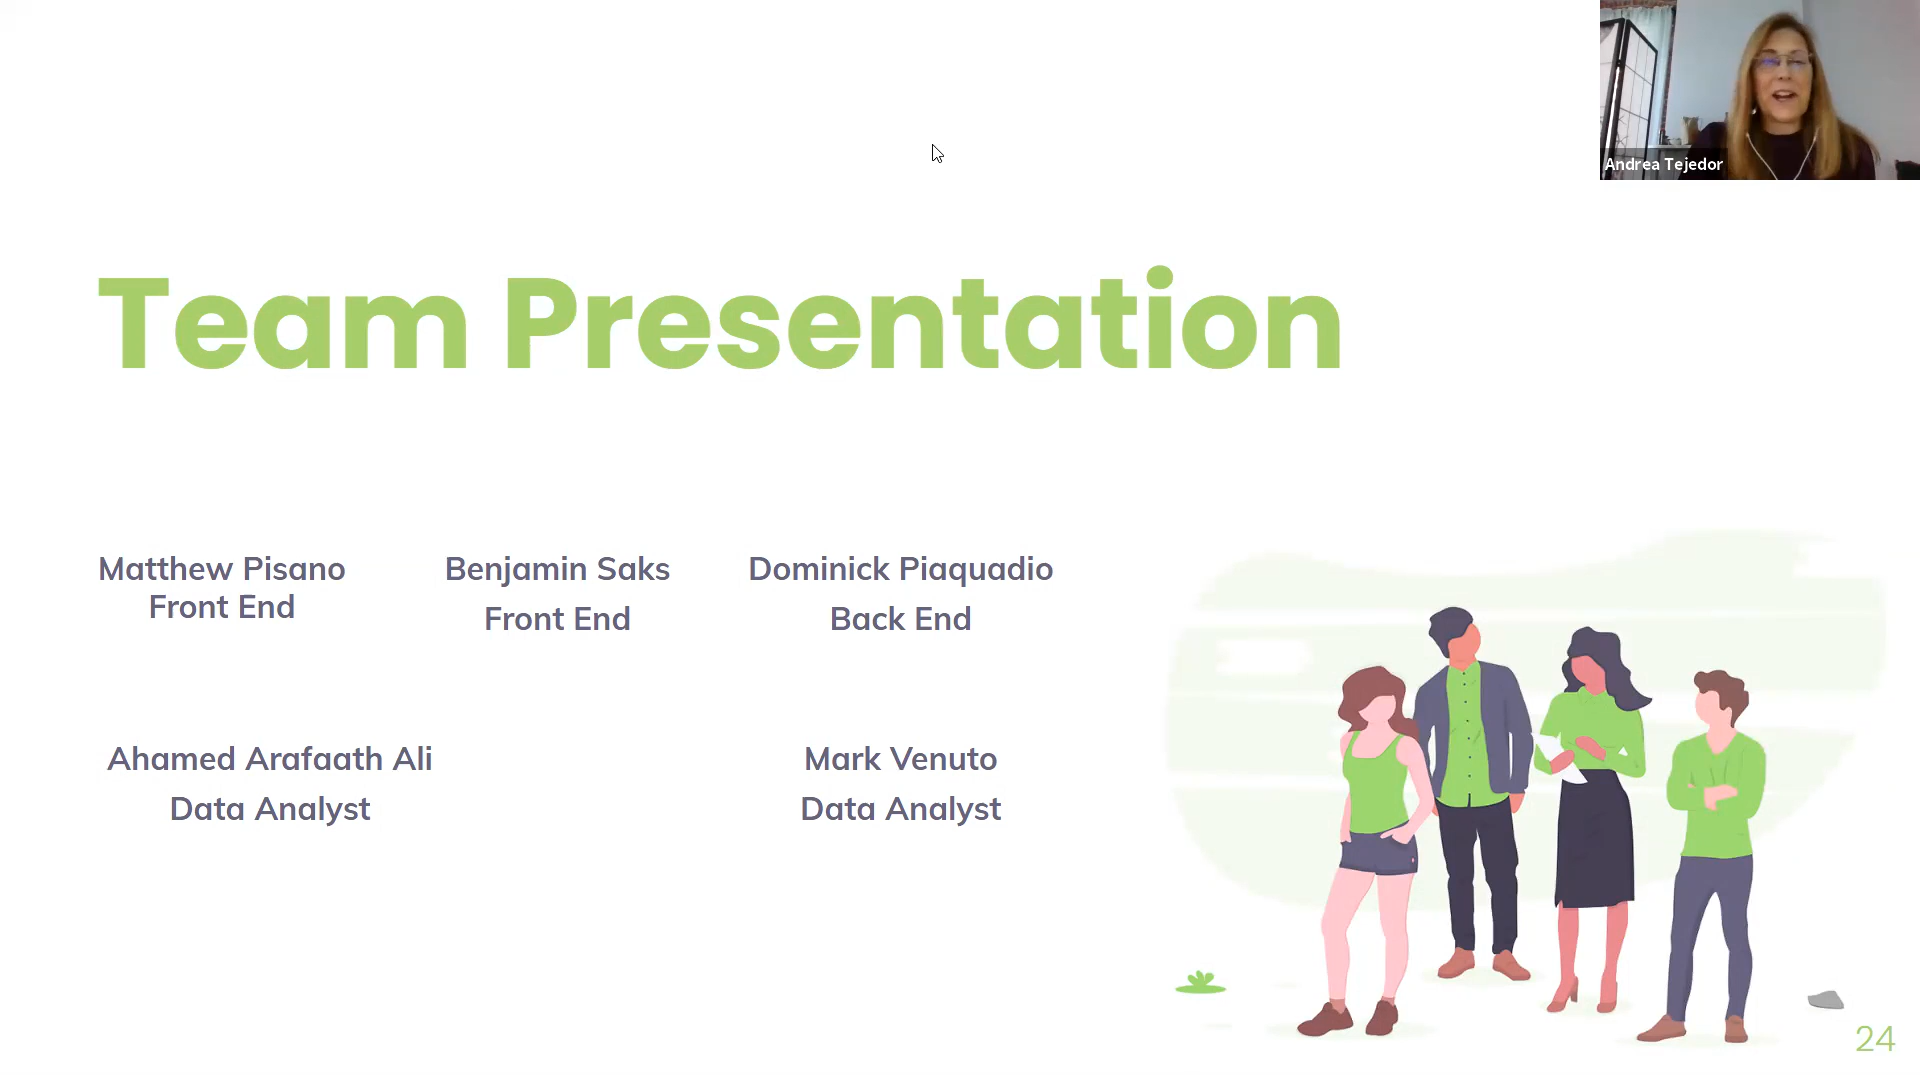 Andrea Tejedor
Team Presentation
Matthew Pisano
Front End
Benjamin Saks
Front End
Dominick Piaquadio
Back End
Ahamed Arafaath Ali
Data Analyst
Mark Venuto
Data Analyst
24